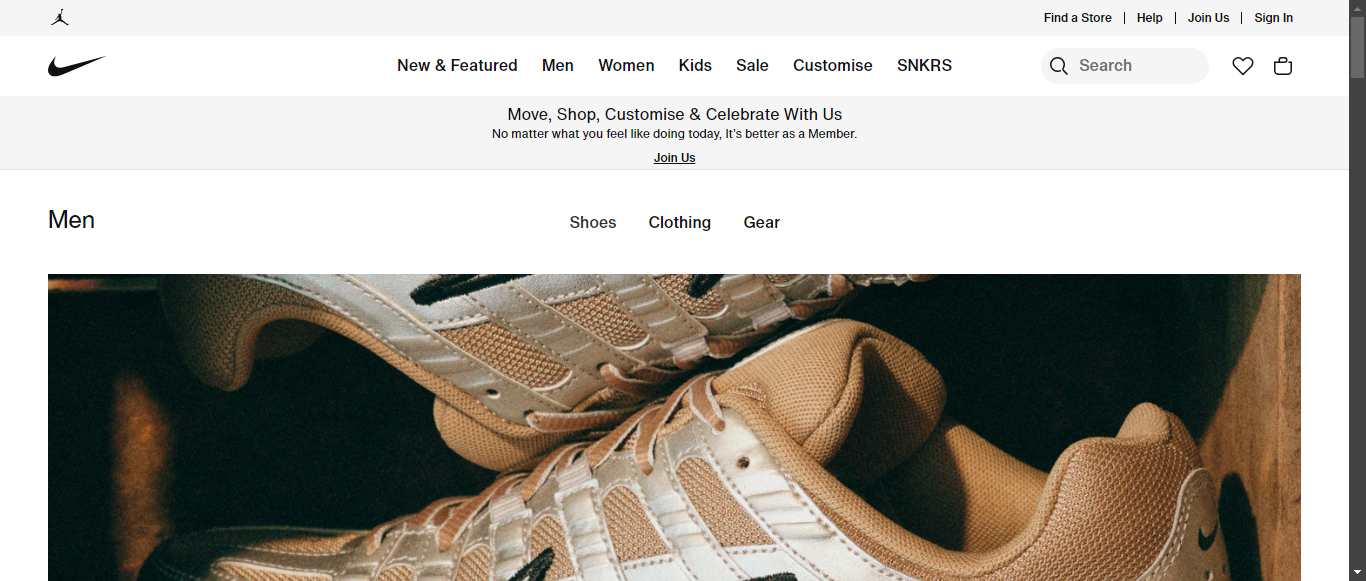 Find a Store | Help | Join Us | Sign In
New & Featured Men Women Kids Sale Customise SNKRS Search
Move, Shop, Customise & Celebrate With Us
No matter what you feel like doing today, It's better as a Member.
Join Us
Men Shoes Clothing Gear